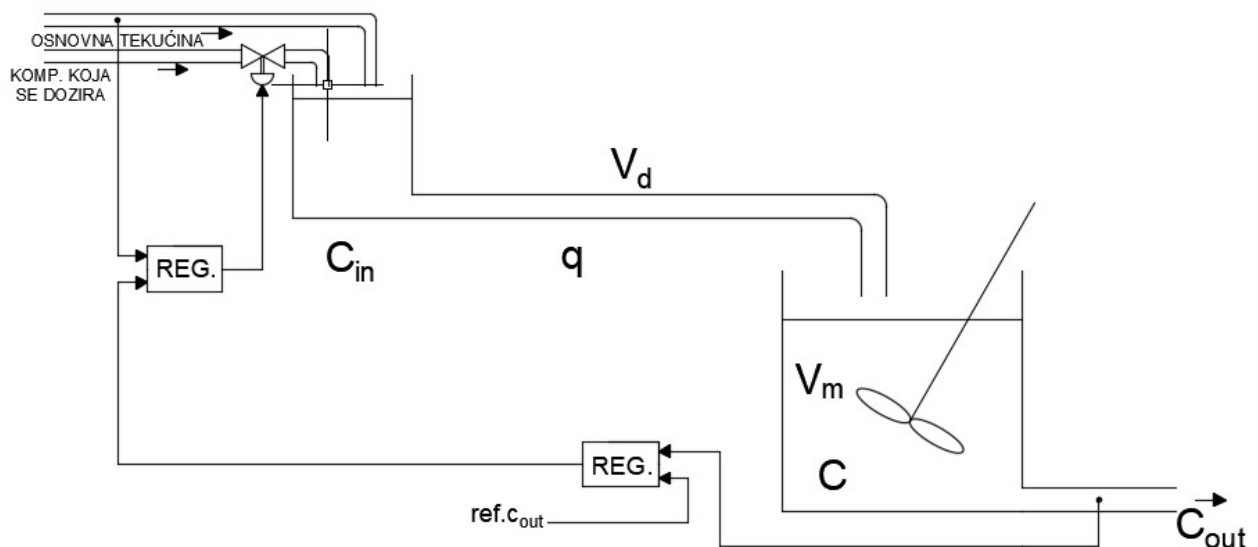 OSNOVNA TEKUĆINA
KOMP. KOJA
SE DOZIRA
V_d
REG.
C_in
q
V_m
REG.
C
ref.c_out
C_out